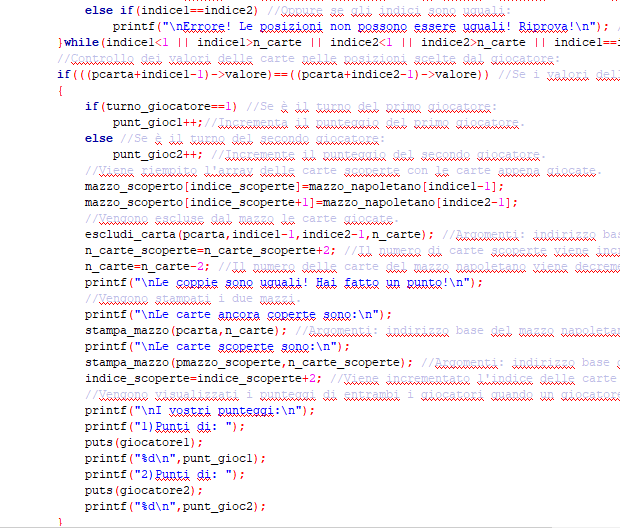 else if(indice1==indice2) //Oppure se gli indici sono uguali:
printf("\nErrore! Le posizioni non possono essere uguali! Riprova!\n"); /
}while(indice1<1 || indice1>n_carte || indice2<1 || indice2>n_carte || indice1==i
//Controllo dei valori delle carte nelle posizioni scelte dal giocatore:
if(((pcarta+indice1-1)->valore)==((pcarta+indice2-1)->valore)) //Se i valori del
{
if(turno_giocatore==1) //Se è il turno del primo giocatore:
punt_gioc1++;//Incrementa il punteggio del primo giocatore.
else //Se è il turno del secondo giocatore:
punt_gioc2++; //Incremente il punteggio del secondo giocatore.
//Viene riempito l'array delle carte scoperte con le carte appena giocate.
mazzo_scoperto[indice_scoperte]=mazzo_napoletano[indice1-1];
mazzo_scoperto[indice_scoperte+1]=mazzo_napoletano[indice2-1];
//Vengono escluse dal mazzo le carte giocate.
escludi_carta(pcarta,indice1-1,indice2-1,n_carte); //Argomenti: indirizzo bas
n_carte_scoperte=n_carte_scoperte+2; //Il numero di carte scoperte viene incr
n_carte=n_carte-2; //Il numero delle carte del mazzo napoletano viene decreme
printf("\nLe coppie sono uguali! Hai fatto un punto!\n");
//Vengono stampati i due mazzi.
printf("\nLe carte ancora coperte sono:\n");
stampa_mazzo(pcarta,n_carte); //Argomenti: indirizzo base del mazzo napoleta
printf("\nLe carte scoperte sono:\n");
stampa_mazzo(pmazzo_scoperto,n_carte_scoperte); //Argomenti: indirizzo base
indice_scoperte=indice_scoperte+2; //Viene incrementato l'indice delle carte
//Vengono visualizzati i punteggi di entrambi i giocatori quando un giocatore
printf("\nI vostri punteggi:\n");
printf("1)Punti di: ");
puts(giocatore1);
printf("%d\n",punt_gioc1);
printf("2)Punti di: ");
puts(giocatore2);
printf("%d\n",punt_gioc2);
}